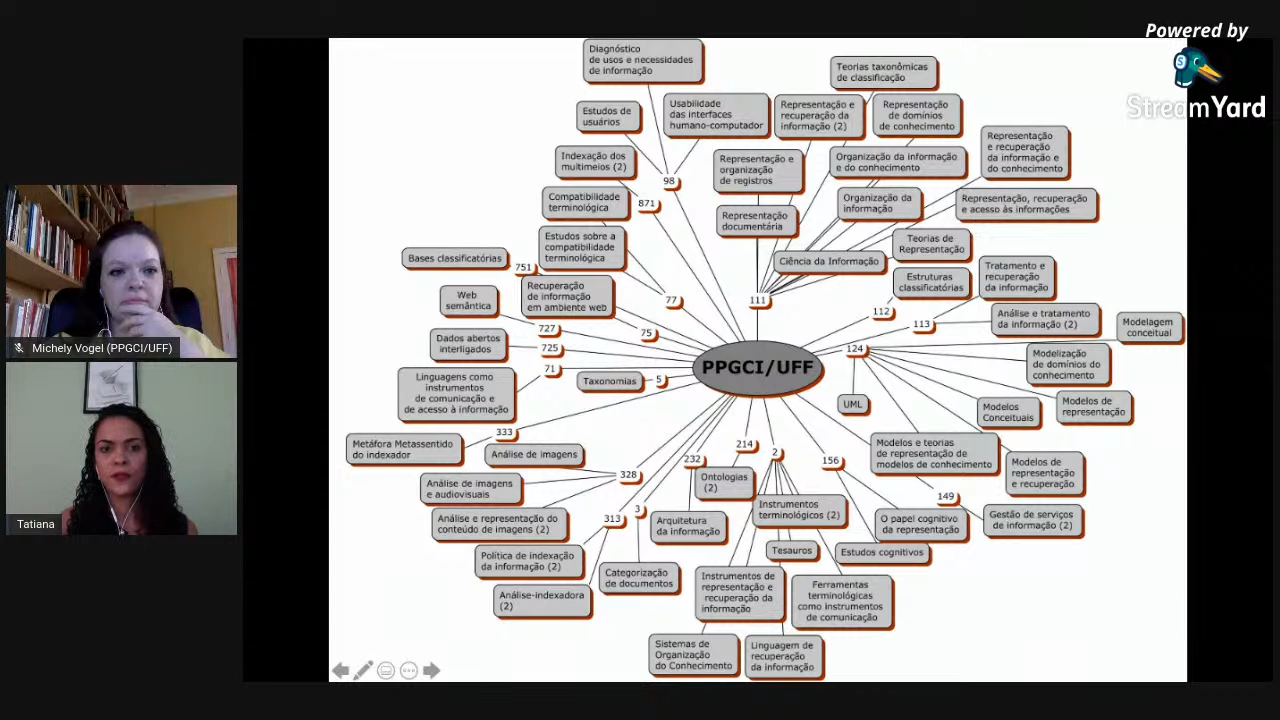 Powered by
StreamYard
Diagnóstico
de usos e necessidades
de informação
Teorias taxonômicas
de classificação
Estudos de
usuários
Usabilidade
das interfaces
humano-computador
Representação e
recuperação da
informação (2)
Representação
de domínios
de conhecimento
Representação
e recuperação
da informação e
do conhecimento
Indexação dos
multimeios (2)
98
Representação e
organização
de registros
Organização da informação
e do conhecimento
Compatibilidade
terminológica
871
Organização da
informação
Representação, recuperação
e acesso às informações
Representação
documentária
Estudos sobre a
compatibilidade
terminológica
Teorias de
Representação
Bases classificatórias
751
Ciência da Informação
Tratamento e
recuperação
da informação
Web
semântica
Recuperação
de informação
em ambiente web
77
111
Estruturas
classificatórias
112
113
Análise e tratamento
da informação (2)
Modelagem
conceitual
727
75
Dados abertos
interligados
725
124
Modelização
de domínios do
conhecimento
71
PPGCI/UFF
Linguagens como
instrumentos
de comunicação e
de acesso à informação
Taxonomias
5
UML
Modelos
Conceituais
Modelos de
representação
333
Metáfora Metassentido
do indexador
Análise de imagens
214
232
2
156
Modelos e teorias
de representação de
modelos de conhecimento
Modelos de
representação
e recuperação
328
Análise de imagens
e audiovisuais
Ontologias
(2)
149
Análise e representação do
conteúdo de imagens (2)
313
3
Arquitetura
da informação
Instrumentos
terminológicos (2)
O papel cognitivo
da representação
Gestão de serviços
de informação (2)
Política de indexação
da informação (2)
Tesauros
Estudos cognitivos
Análise-indexadora
(2)
Categorização
de documentos
Instrumentos de
representação e
recuperação da
informação
Ferramentas
terminológicas
como instrumentos
de comunicação
Sistemas de
Organização
do Conhecimento
Linguagem de
recuperação
da informação
Michely Vogel (PPGCI/UFF)
Tatiana